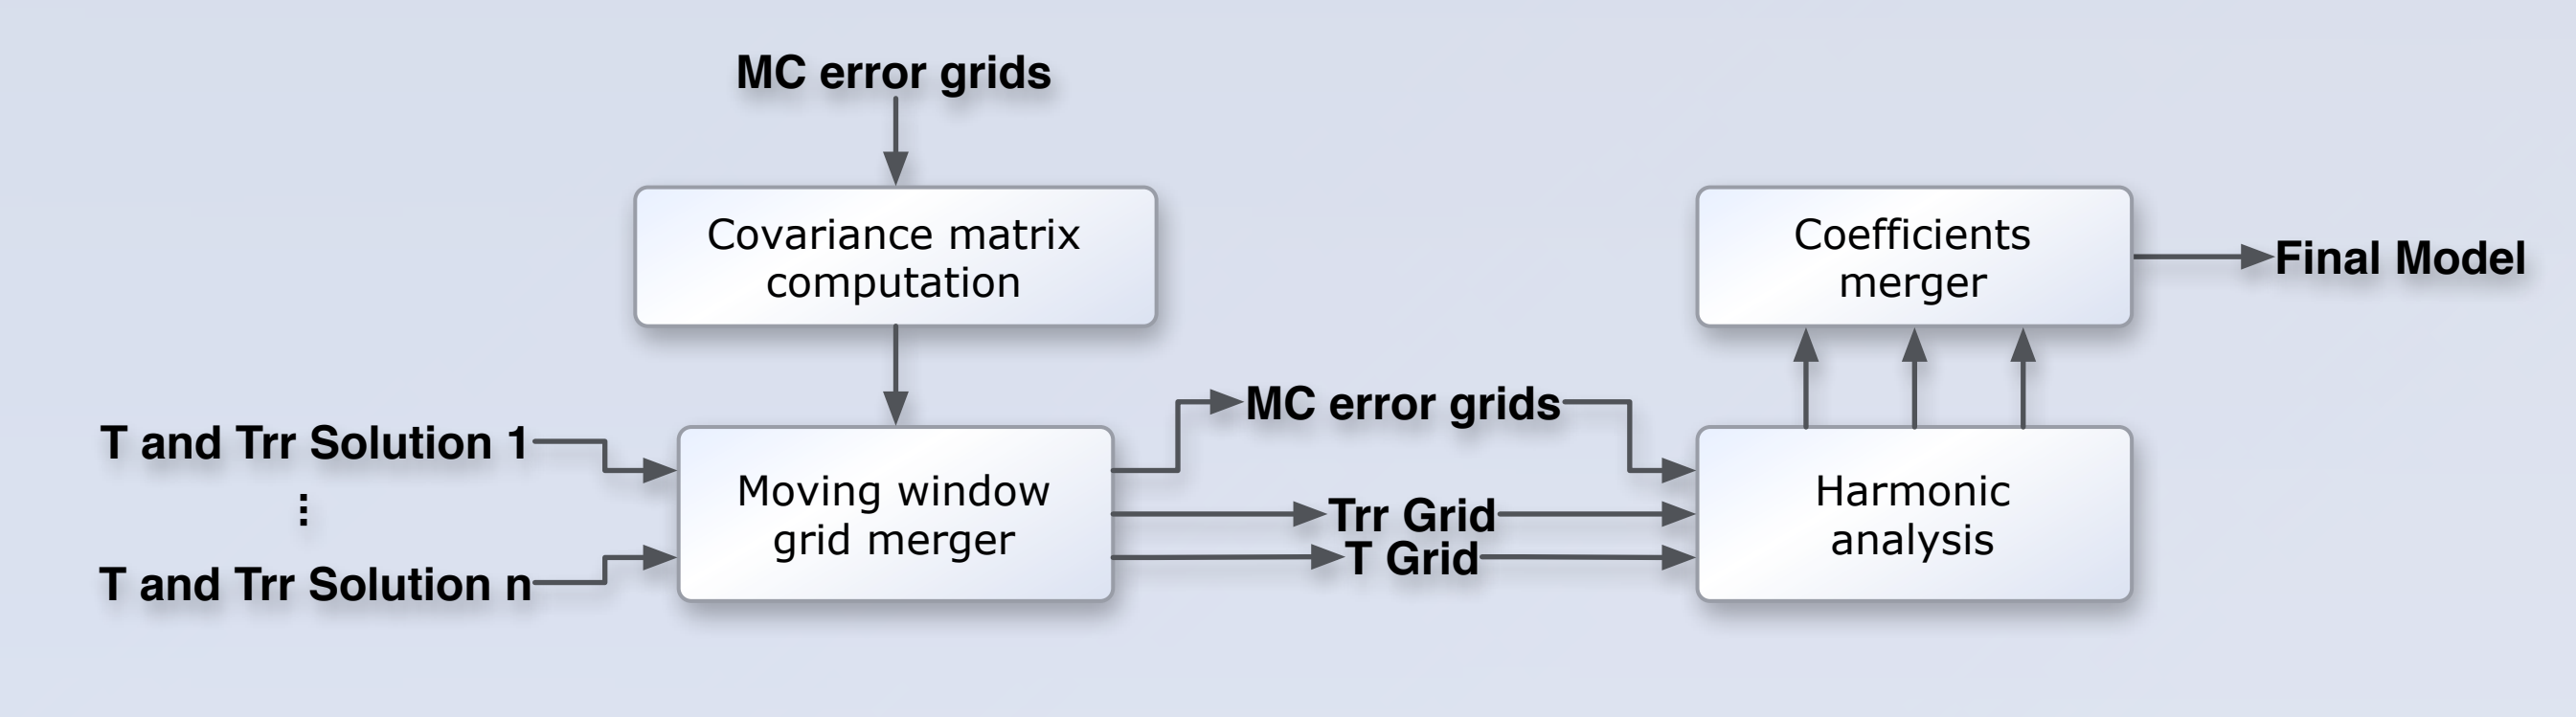 MC error grids
Covariance matrix
computation
Coefficients
merger
Final Model
MC error grids
T and Trr Solution 1
⋮
T and Trr Solution n
Moving window
grid merger
Trr Grid
T Grid
Harmonic
analysis